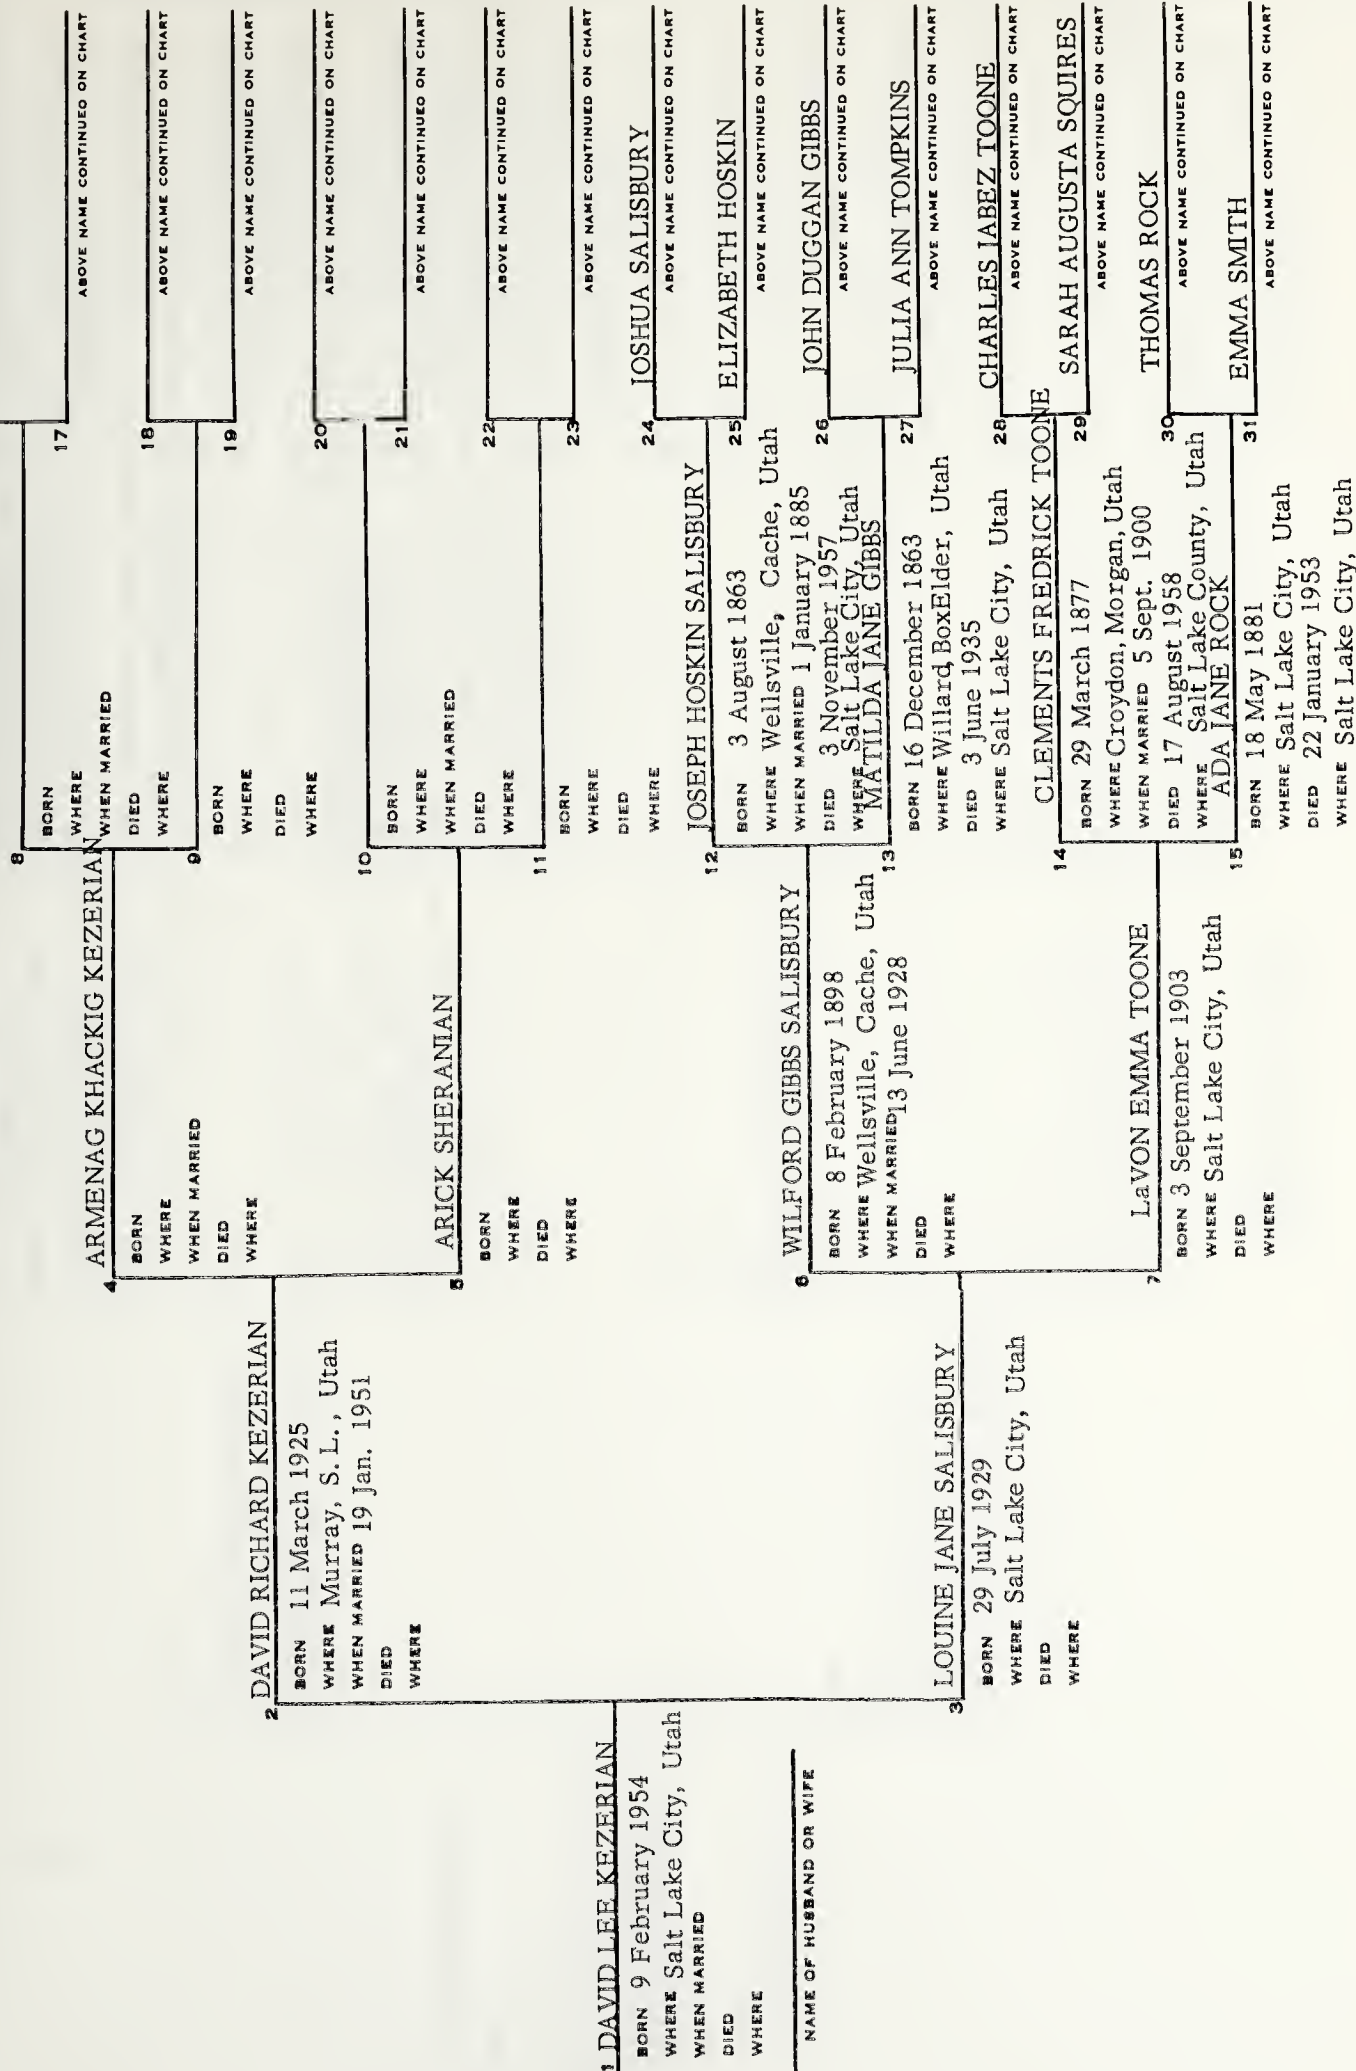 1 DAVID LEE KEZERIAN
BORN 9 February 1954
WHERE Salt Lake City, Utah
WHEN MARRIED
DIED
WHERE
NAME OF HUSBAND OR WIFE
2
DAVID RICHARD KEZERIAN
BORN 11 March 1925
WHERE Murray, S. L., Utah
WHEN MARRIED 19 Jan. 1951
DIED
WHERE
3
LOUINE JANE SALISBURY
BORN 29 July 1929
WHERE Salt Lake City, Utah
DIED
WHERE
4
ARMENAG KHACKIG KEZERIAN
BORN
WHERE
WHEN MARRIED
DIED
WHERE
5
ARICK SHERANIAN
BORN
WHERE
DIED
WHERE
6
WILFORD GIBBS SALISBURY
BORN 8 February 1898
WHERE Wellsville, Cache, Utah
WHEN MARRIED 13 June 1928
DIED
WHERE
7
LaVON EMMA TOONE
BORN 3 September 1903
WHERE Salt Lake City, Utah
DIED
WHERE
8
BORN
WHERE
WHEN MARRIED
DIED
WHERE
9
BORN
WHERE
DIED
WHERE
10
BORN
WHERE
WHEN MARRIED
DIED
WHERE
11
BORN
WHERE
DIED
WHERE
12
JOSEPH HOSKIN SALISBURY
BORN 3 August 1863
WHERE Wellsville, Cache, Utah
WHEN MARRIED 1 January 1885
DIED 3 November 1957
WHERE Salt Lake City, Utah
13
MATILDA JANE GIBBS
BORN 16 December 1863
WHERE Willard, BoxElder, Utah
DIED 3 June 1935
WHERE Salt Lake City, Utah
14
CLEMENTS FREDRICK TOONE
BORN 29 March 1877
WHERE Croydon, Morgan, Utah
WHEN MARRIED 5 Sept. 1900
DIED 17 August 1958
WHERE Salt Lake County, Utah
15
ADA JANE ROCK
BORN 18 May 1881
WHERE Salt Lake City, Utah
DIED 22 January 1953
WHERE Salt Lake City, Utah
17
ABOVE NAME CONTINUED ON CHART
18
ABOVE NAME CONTINUED ON CHART
19
ABOVE NAME CONTINUED ON CHART
20
ABOVE NAME CONTINUED ON CHART
21
ABOVE NAME CONTINUED ON CHART
22
ABOVE NAME CONTINUED ON CHART
23
ABOVE NAME CONTINUED ON CHART
24
JOSHUA SALISBURY
ABOVE NAME CONTINUED ON CHART
25
ELIZABETH HOSKIN
ABOVE NAME CONTINUED ON CHART
26
JOHN DUGGAN GIBBS
ABOVE NAME CONTINUED ON CHART
27
JULIA ANN TOMPKINS
ABOVE NAME CONTINUED ON CHART
28
CHARLES JABEZ TOONE
ABOVE NAME CONTINUED ON CHART
29
SARAH AUGUSTA SQUIRES
ABOVE NAME CONTINUED ON CHART
30
THOMAS ROCK
ABOVE NAME CONTINUED ON CHART
31
EMMA SMITH
ABOVE NAME CONTINUED ON CHART